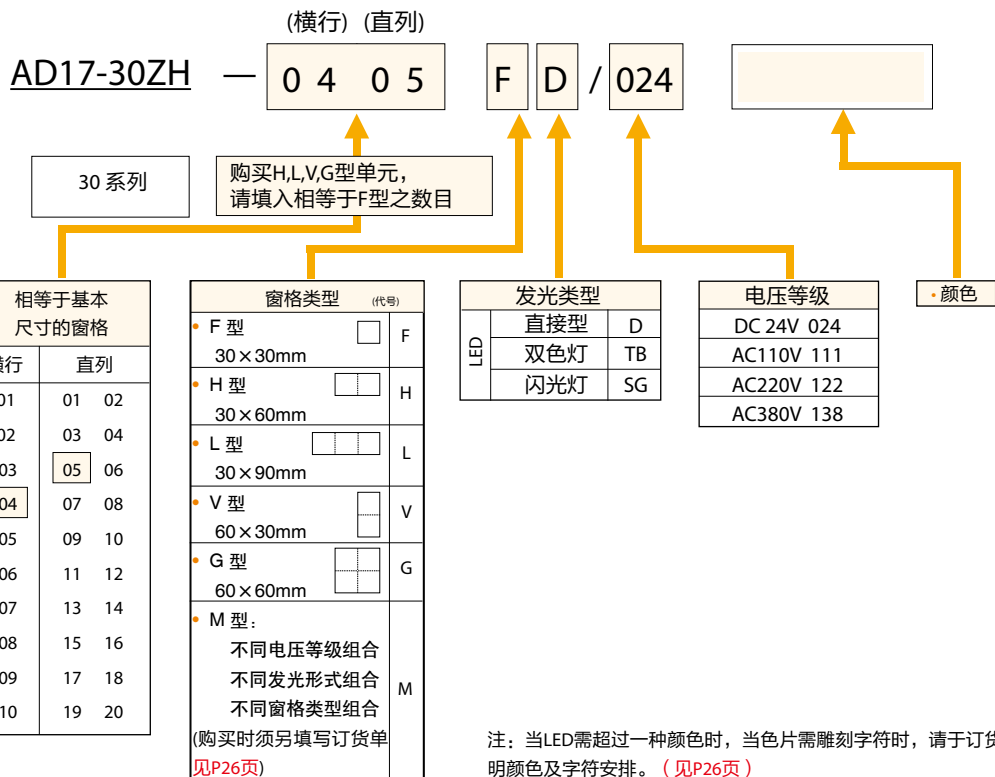 (横行) (直列)
AD17-30ZH — 0 4 0 5 F D / 024
30 系列
购买H,L,V,G型单元，
请填入相等于F型之数目
相等于基本
尺寸的窗格
横行 直列
01 01 02
02 03 04
03 05 06
04 07 08
05 09 10
06 11 12
07 13 14
08 15 16
09 17 18
10 19 20
窗格类型 (代号)
• F 型
30×30mm F
• H 型
30×60mm H
• L 型
30×90mm L
• V 型
60×30mm V
• G 型
60×60mm G
• M 型：
不同电压等级组合
不同发光形式组合
不同窗格类型组合
M
(购买时须另填写订货单
见P26页)
发光类型
LED
直接型 D
双色灯 TB
闪光灯 SG
电压等级
DC 24V 024
AC110V 111
AC220V 122
AC380V 138
• 颜色
注：当LED需超过一种颜色时，当色片需雕刻字符时，请于订货
明颜色及字符安排。（见P26页）